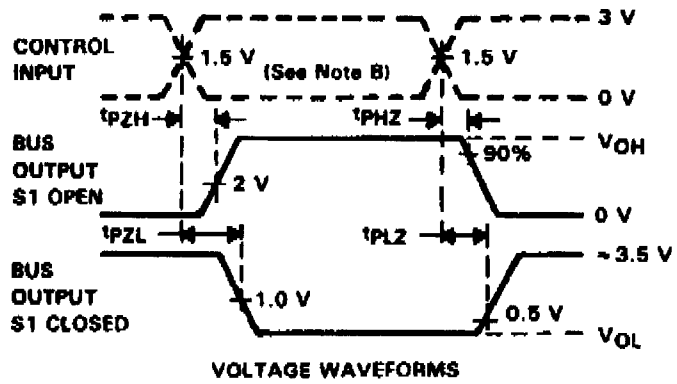 3 V
CONTROL
INPUT
1.5 V
(See Note B)
1.5 V
0 V
tPZH
tPHZ
BUS
OUTPUT
S1 OPEN
VOH
90%
2 V
0 V
tPZL
tPLZ
BUS
OUTPUT
S1 CLOSED
≈3.5 V
1.0 V
0.5 V
VOL
VOLTAGE WAVEFORMS